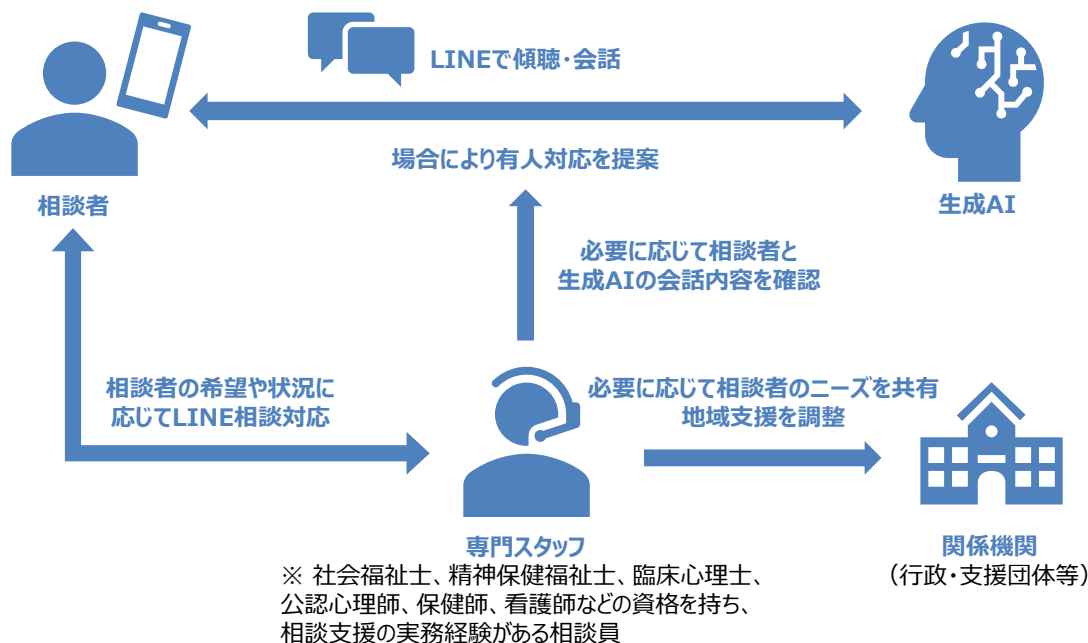 LINEで傾聴・会話
場合により有人対応を提案
相談者
生成AI
必要に応じて相談者と
生成AIの会話内容を確認
相談者の希望や状況に
応じてLINE相談対応
必要に応じて相談者のニーズを共有
地域支援を調整
専門スタッフ
※ 社会福祉士、精神保健福祉士、臨床心理士、
公認心理師、保健師、看護師などの資格を持ち、
相談支援の実務経験がある相談員
関係機関
（行政・支援団体等）